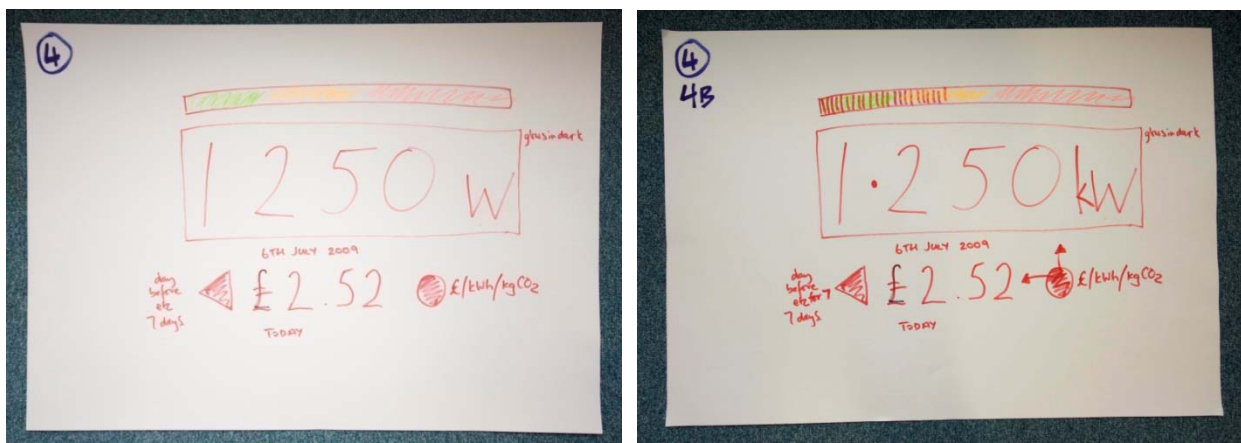 4
glows in dark
1250 W
6TH JULY 2009
day
before
etc
7 days
£2.52
£/kWh/kgCO2
TODAY
4
4B
glows in dark
1.250 kW
6TH JULY 2009
day
before
etc for 7
7 days
£2.52
£/kWh/kgCO2
TODAY